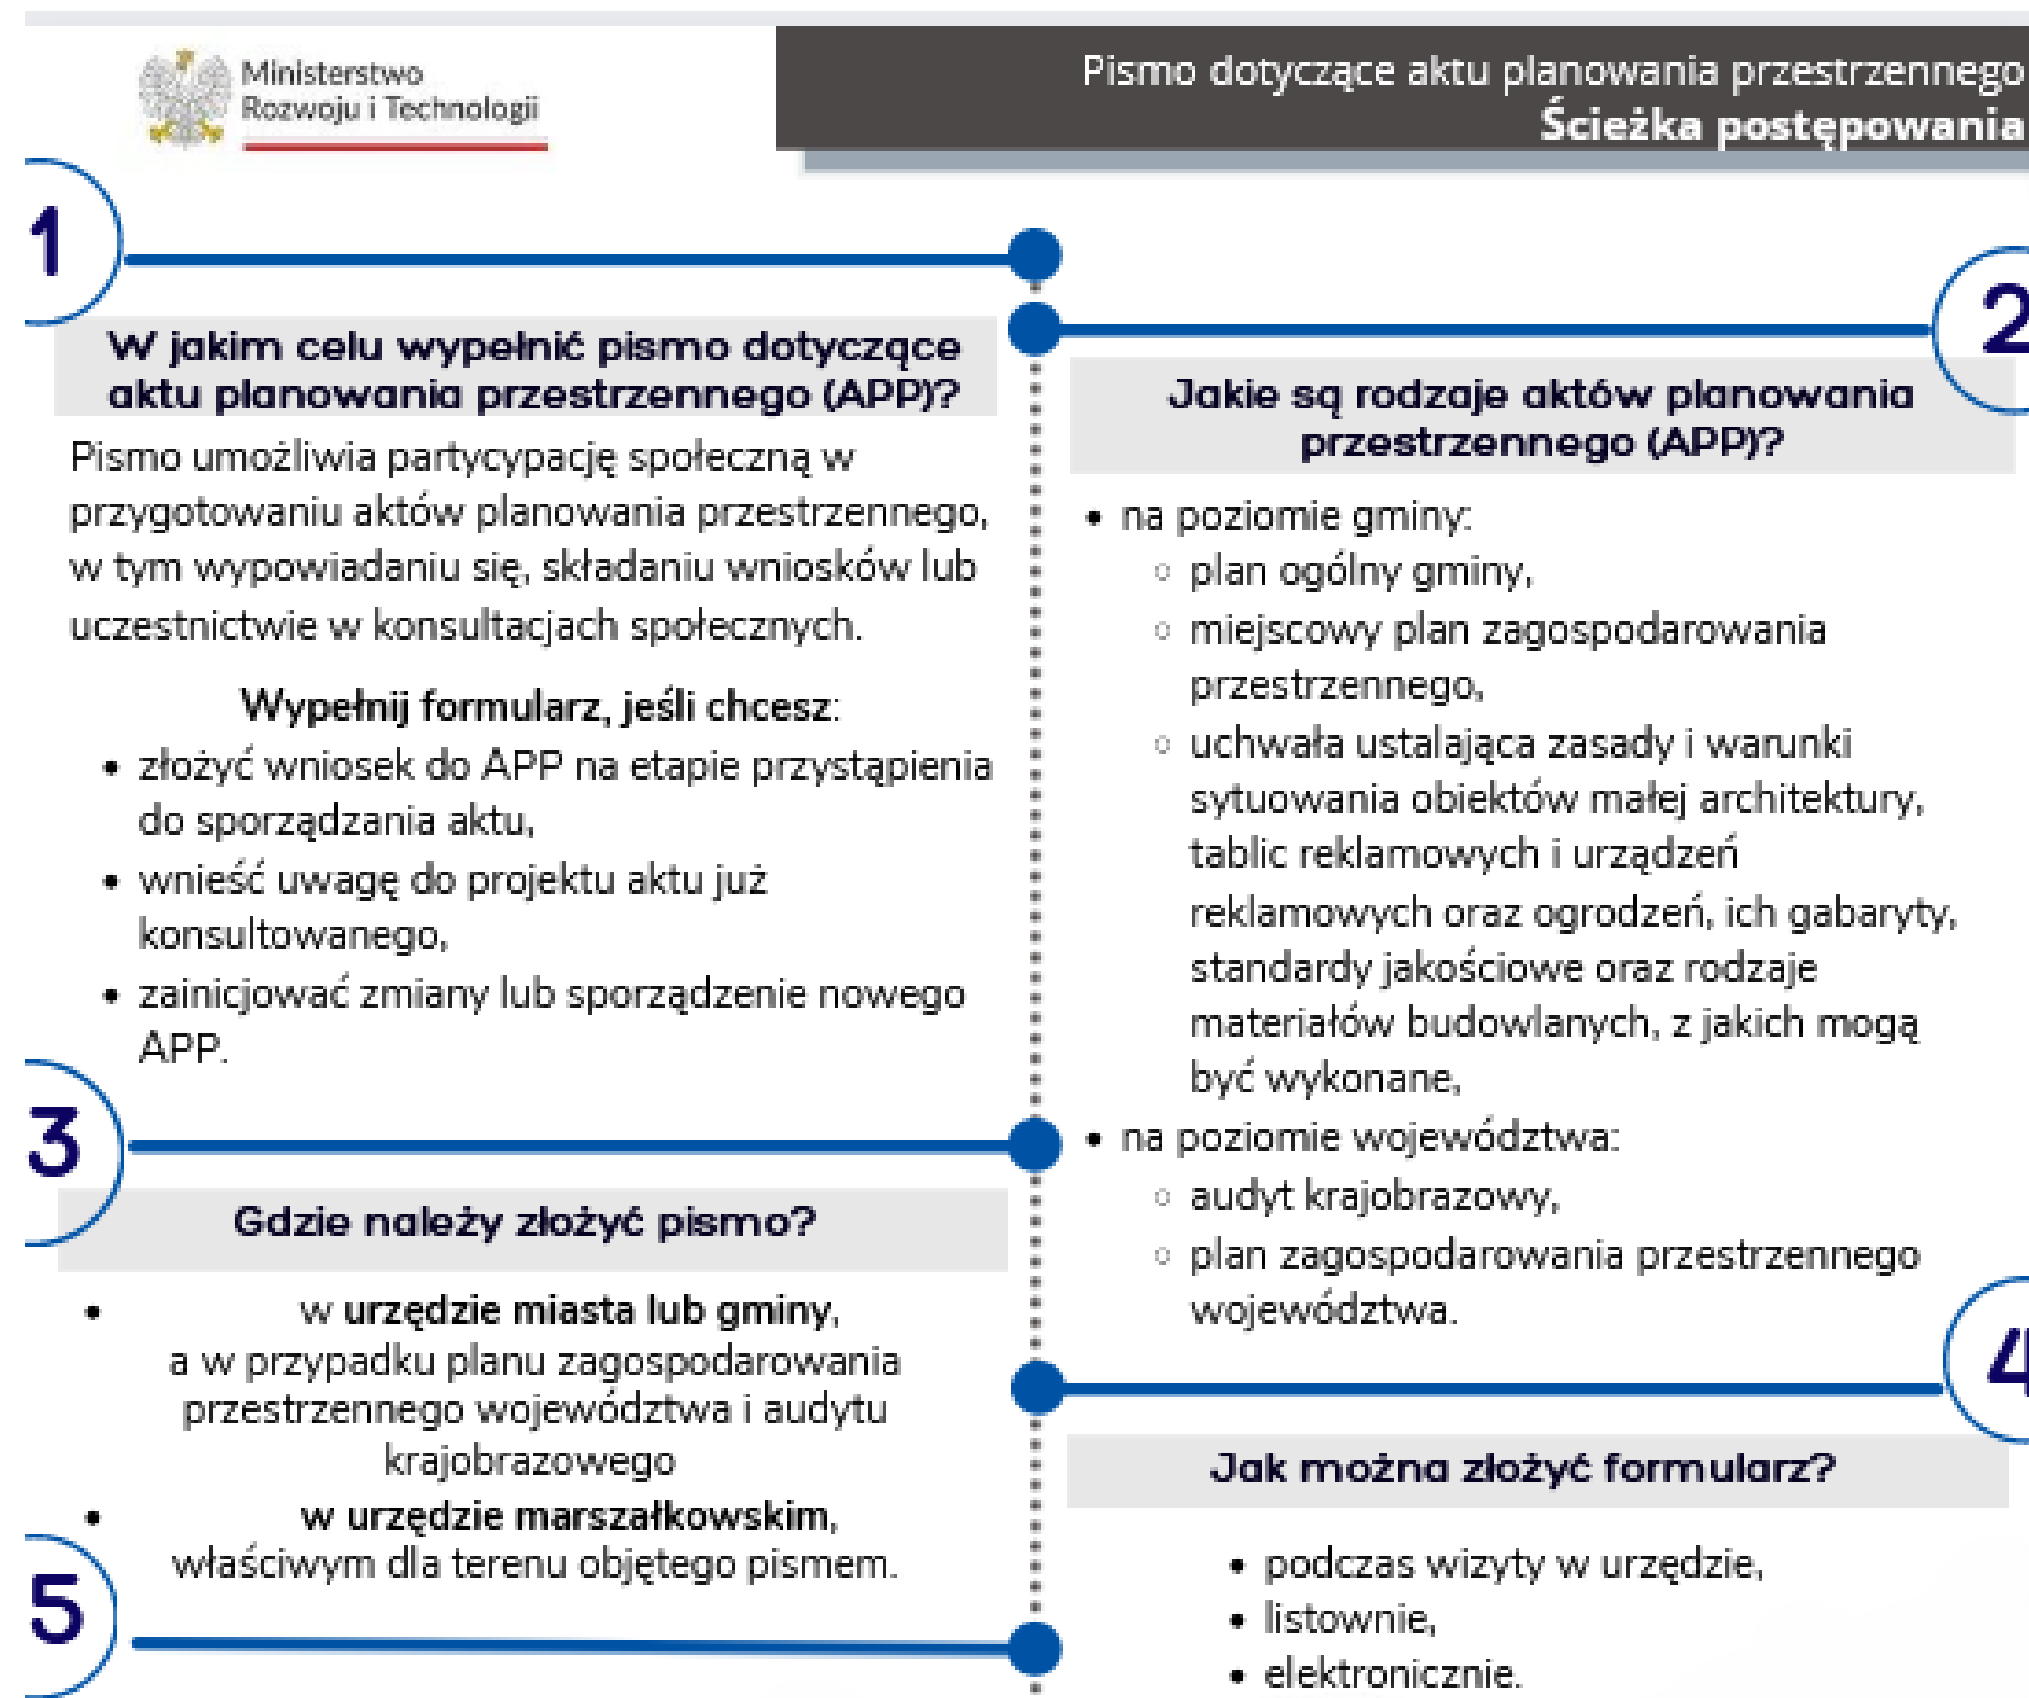 Ministerstwo
Rozwoju i Technologii
Pismo dotyczące aktu planowania przestrzennego
Ścieżka postępowania
1
W jakim celu wypełnić pismo dotyczące
aktu planowania przestrzennego (APP)?
Pismo umożliwia partycypację społeczną w
przygotowaniu aktów planowania przestrzennego,
w tym wypowiadaniu się, składaniu wniosków lub
uczestnictwie w konsultacjach społecznych.
Wypełnij formularz, jeśli chcesz:
• złożyć wniosek do APP na etapie przystąpienia
do sporządzania aktu,
• wnieść uwagę do projektu aktu już
konsultowanego,
• zainicjować zmiany lub sporządzenie nowego
APP.
2
Jakie są rodzaje aktów planowania
przestrzennego (APP)?
• na poziomie gminy:
○ plan ogólny gminy,
○ miejscowy plan zagospodarowania
przestrzennego,
○ uchwała ustalająca zasady i warunki
sytuowania obiektów małej architektury,
tablic reklamowych i urządzeń
reklamowych oraz ogrodzeń, ich gabaryty,
standardy jakościowe oraz rodzaje
materiałów budowlanych, z jakich mogą
być wykonane,
• na poziomie województwa:
○ audyt krajobrazowy,
○ plan zagospodarowania przestrzennego
województwa.
3
Gdzie należy złożyć pismo?
• w urzędzie miasta lub gminy,
a w przypadku planu zagospodarowania
przestrzennego województwa i audytu
krajobrazowego
• w urzędzie marszałkowskim,
właściwym dla terenu objętego pismem.
4
Jak można złożyć formularz?
• podczas wizyty w urzędzie,
• listownie,
• elektronicznie.
5